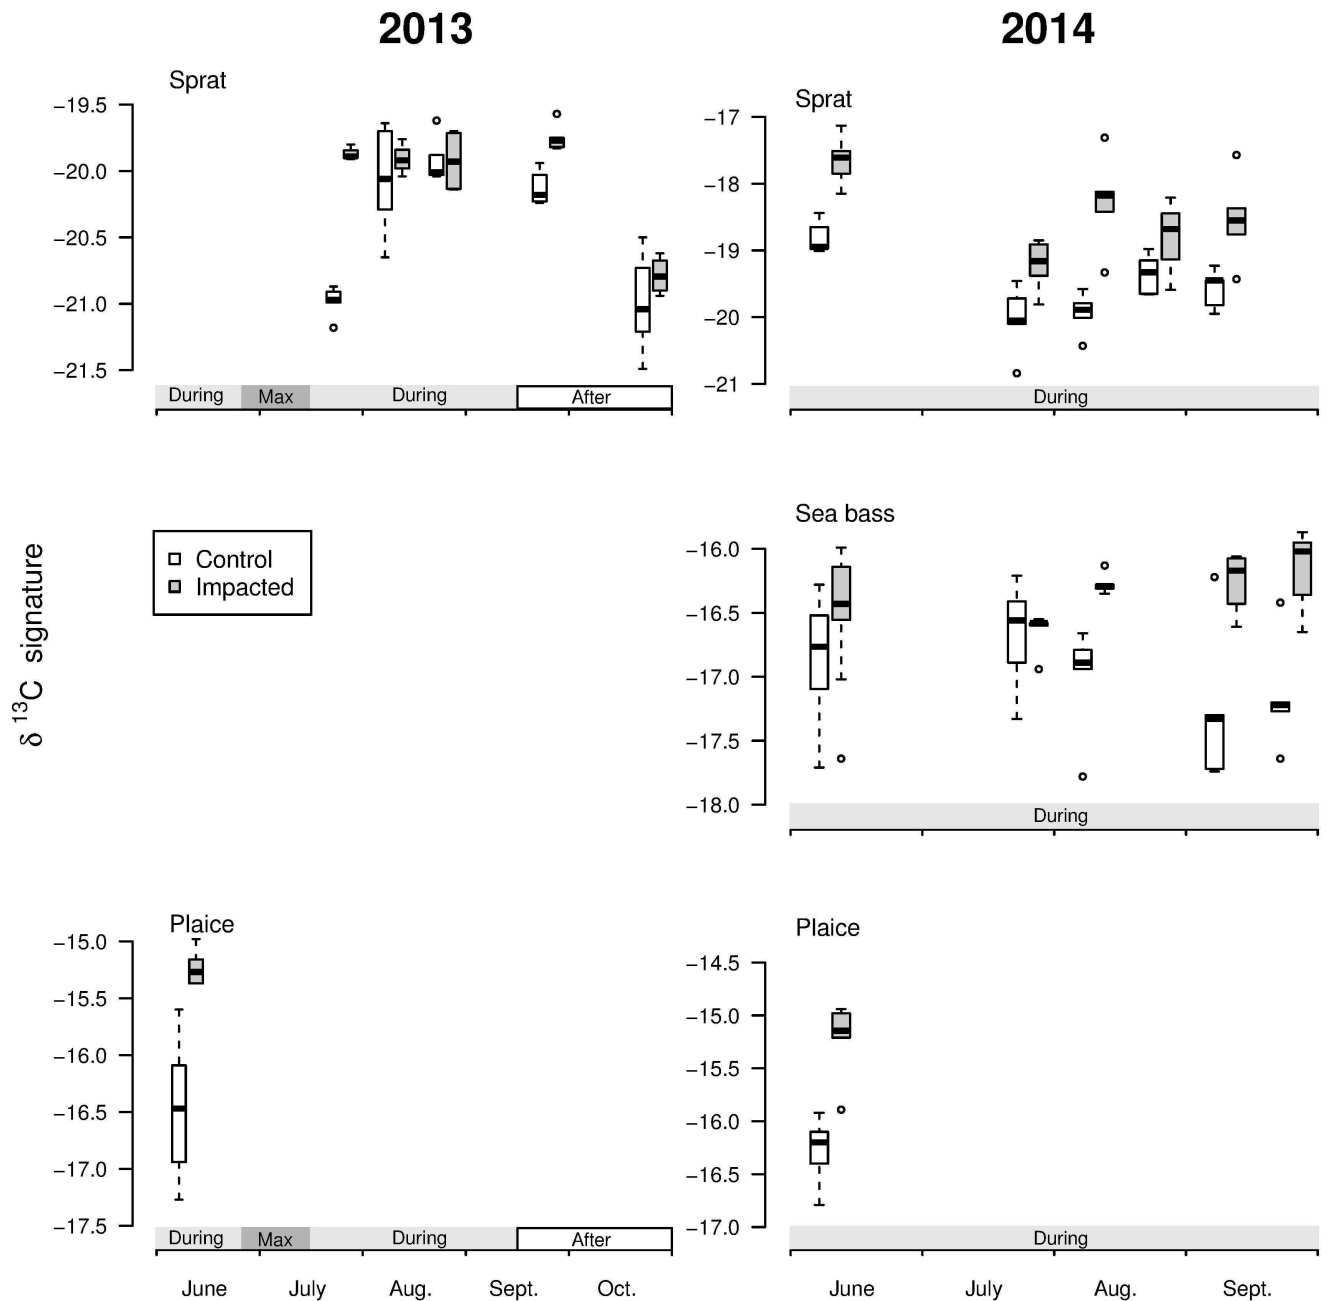 2013
2014
Sprat
−19.5
−20.0
−20.5
−21.0
−21.5
During
Max
During
After
Sprat
−17
−18
−19
−20
−21
During
δ ¹³C signature
Control
Impacted
Sea bass
−16.0
−16.5
−17.0
−17.5
−18.0
During
Plaice
−15.0
−15.5
−16.0
−16.5
−17.0
−17.5
During
Max
During
After
June
July
Aug.
Sept.
Oct.
Plaice
−14.5
−15.0
−15.5
−16.0
−16.5
−17.0
During
June
July
Aug.
Sept.